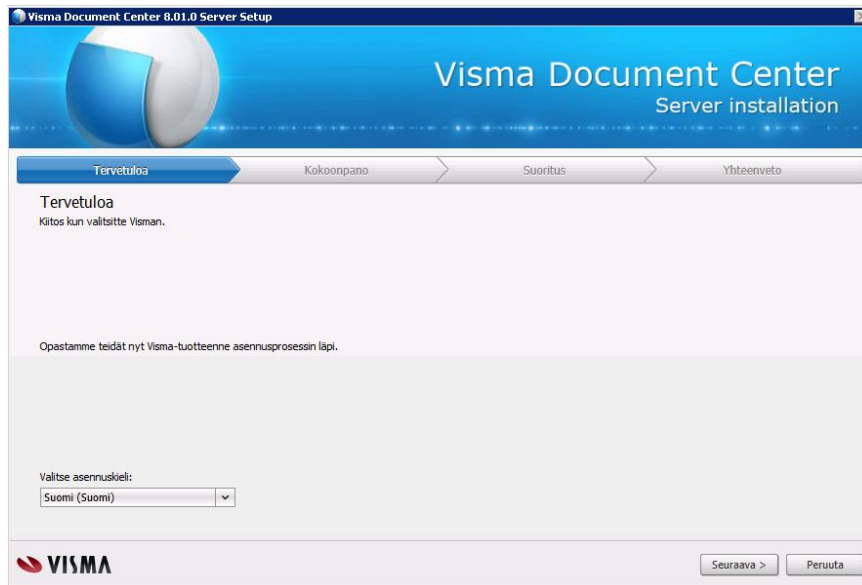 Visma Document Center 8.01.0 Server Setup
Visma Document Center
Server installation
Tervetuloa
Kokoonpano
Suoritus
Yhteenveto
Tervetuloa
Kiitos kun valitsitte Visman.
Opastamme teidät nyt Visma-tuotteenne asennusprosessin läpi.
Valitse asennuskieli:
Suomi (Suomi)
VISMA
Seuraava >
Peruuta